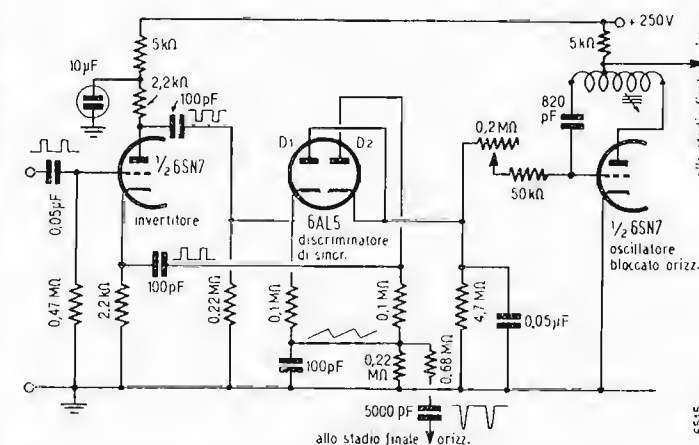 + 250V
5kΩ
5kΩ
10µF
2,2kΩ
100pF
820
pF
0,2MΩ
D1
D2
½ 6SN7
0,05µF
50kΩ
invertitore
6AL5
discriminatore
di sincr.
½ 6SN7
oscillatore
bloccato orizz.
100pF
0,47MΩ
2,2kΩ
0,22MΩ
0,1MΩ
0,1MΩ
4,7MΩ
0,05µF
100pF
0,22
MΩ
0,68MΩ
5000 pF
allo stadio finale orizz.